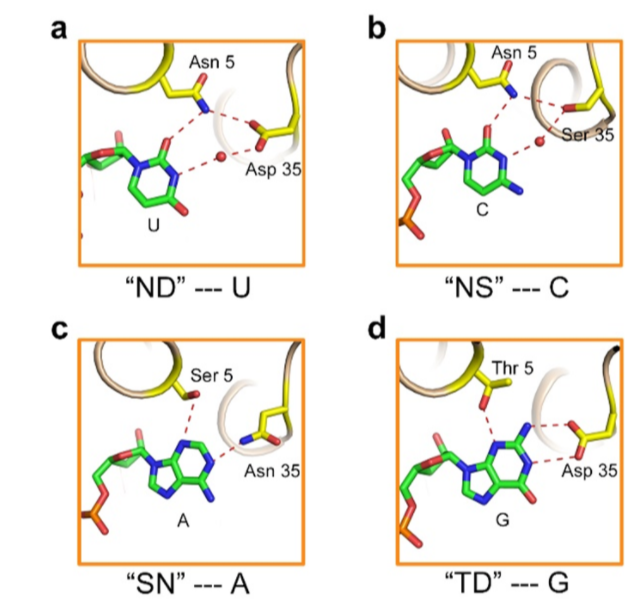 a
Asn 5
Asp 35
U
"ND" --- U
b
Asn 5
Ser 35
C
"NS" --- C
c
Ser 5
Asn 35
A
"SN" --- A
d
Thr 5
Asp 35
G
"TD" --- G